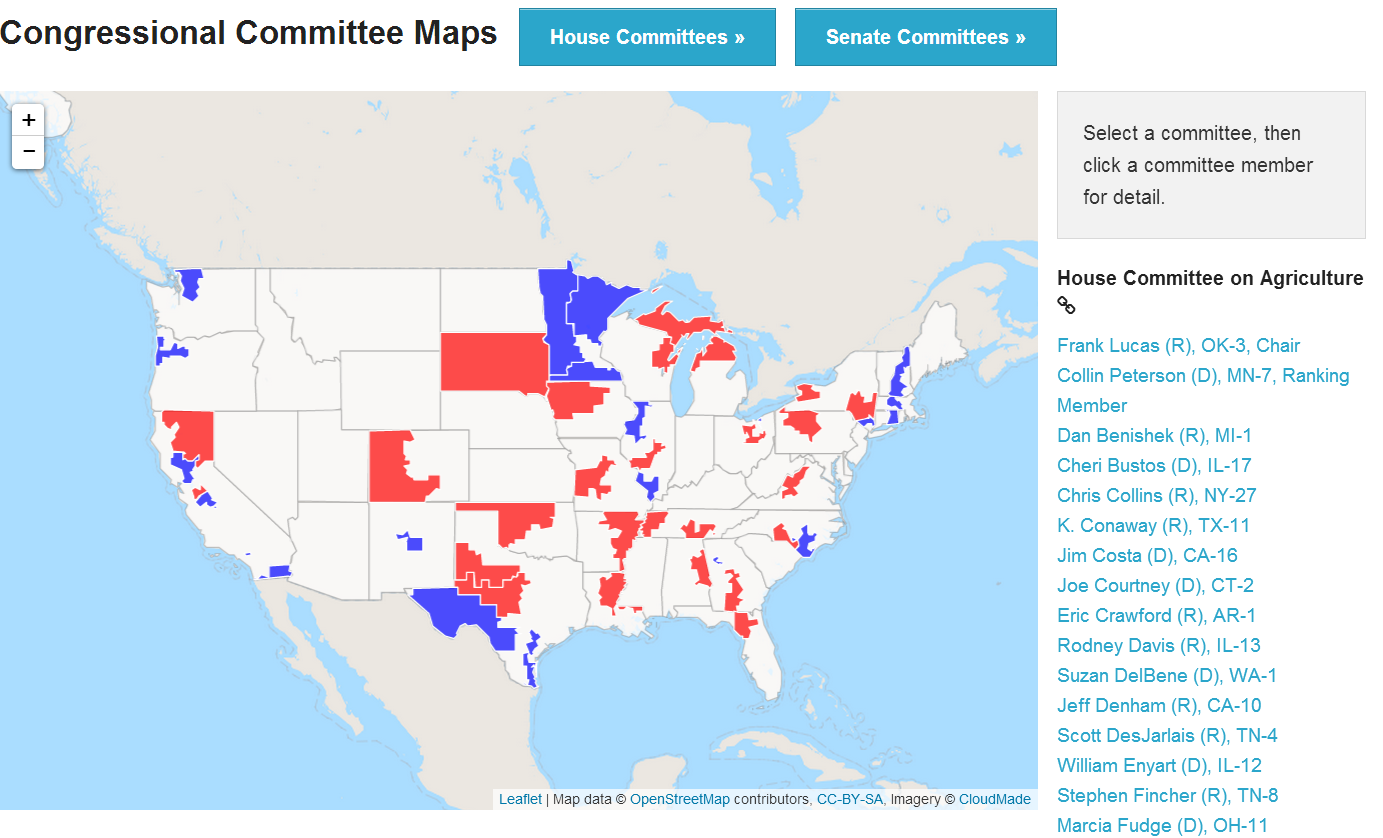 Congressional Committee Maps
House Committees »
Senate Committees »
+
−
Select a committee, then
click a committee member
for detail.
House Committee on Agriculture
Frank Lucas (R), OK-3, Chair
Collin Peterson (D), MN-7, Ranking
Member
Dan Benishek (R), MI-1
Cheri Bustos (D), IL-17
Chris Collins (R), NY-27
K. Conaway (R), TX-11
Jim Costa (D), CA-16
Joe Courtney (D), CT-2
Eric Crawford (R), AR-1
Rodney Davis (R), IL-13
Suzan DelBene (D), WA-1
Jeff Denham (R), CA-10
Scott DesJarlais (R), TN-4
William Enyart (D), IL-12
Stephen Fincher (R), TN-8
Marcia Fudge (D), OH-11
Leaflet | Map data © OpenStreetMap contributors, CC-BY-SA, Imagery © CloudMade